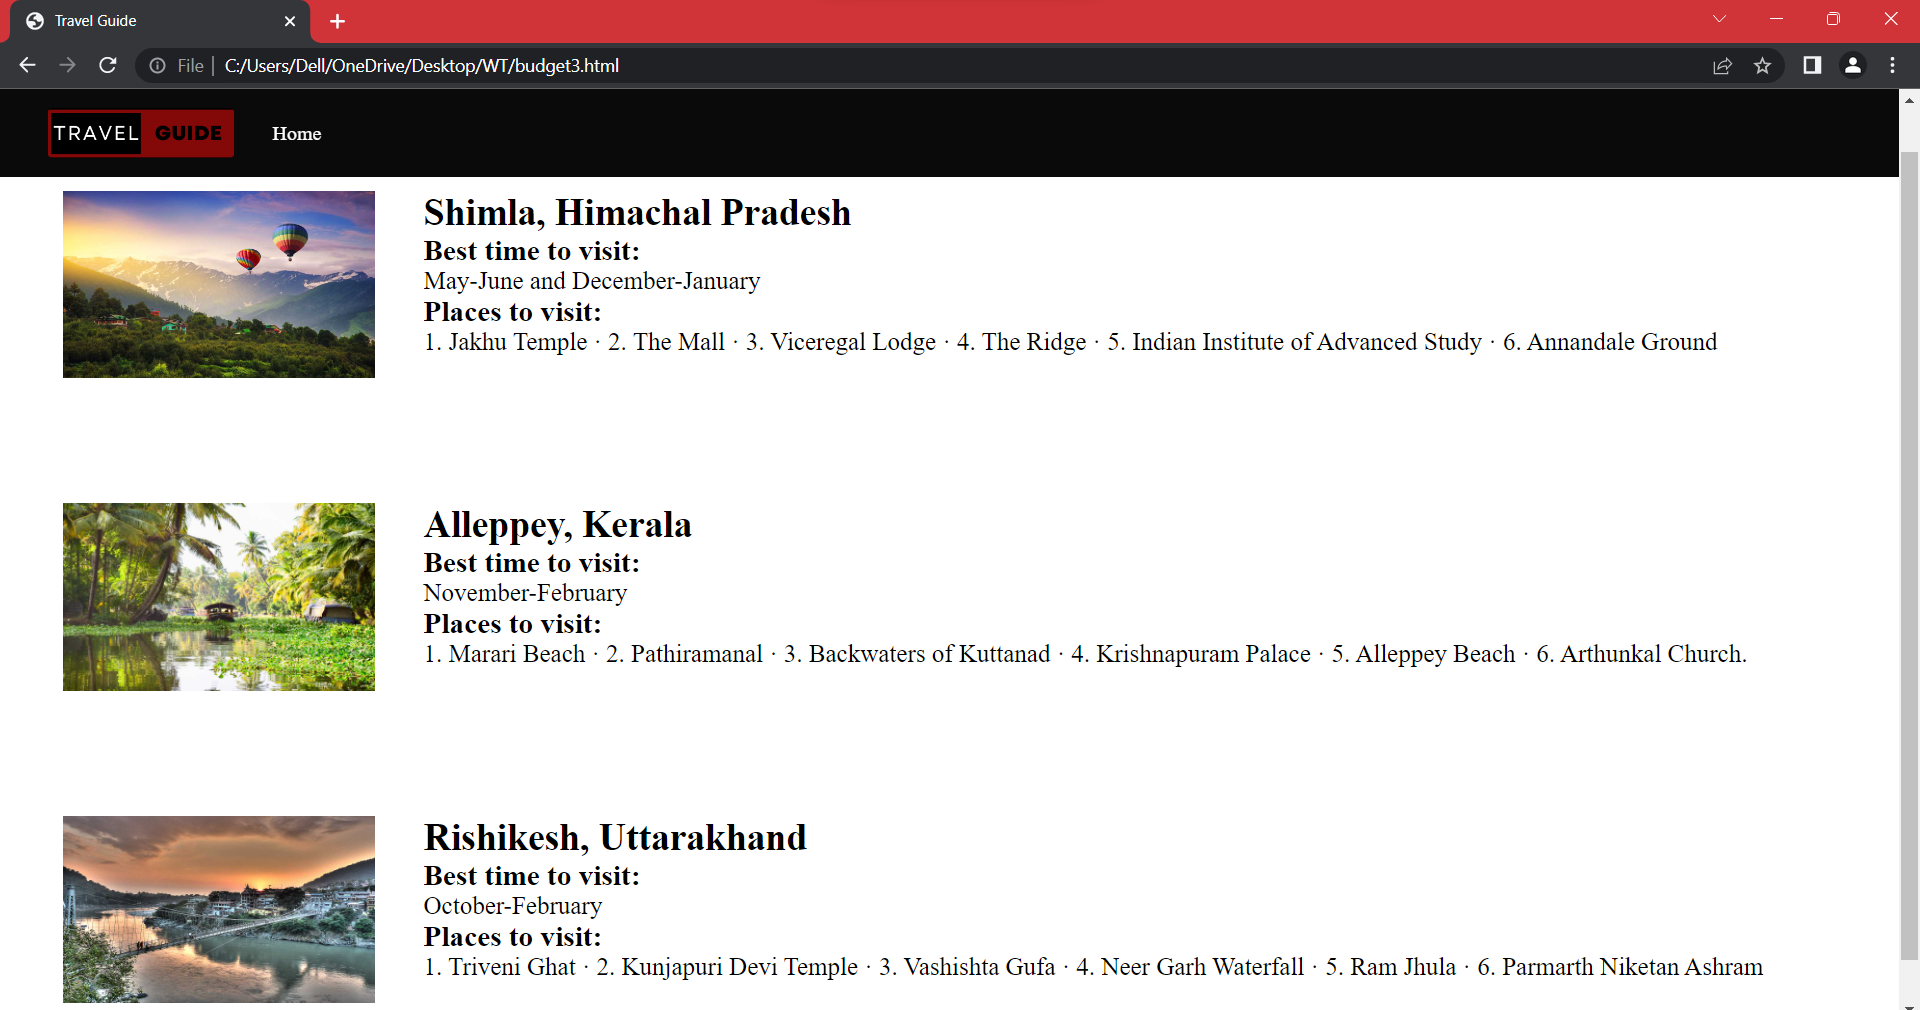 Travel Guide
File | C:/Users/Dell/OneDrive/Desktop/WT/budget3.html
TRAVEL GUIDE Home
Shimla, Himachal Pradesh
Best time to visit:
May-June and December-January
Places to visit:
1. Jakhu Temple · 2. The Mall · 3. Viceregal Lodge · 4. The Ridge · 5. Indian Institute of Advanced Study · 6. Annandale Ground
Alleppey, Kerala
Best time to visit:
November-February
Places to visit:
1. Marari Beach · 2. Pathiramanal · 3. Backwaters of Kuttanad · 4. Krishnapuram Palace · 5. Alleppey Beach · 6. Arthunkal Church.
Rishikesh, Uttarakhand
Best time to visit:
October-February
Places to visit:
1. Triveni Ghat · 2. Kunjapuri Devi Temple · 3. Vashishta Gufa · 4. Neer Garh Waterfall · 5. Ram Jhula · 6. Parmarth Niketan Ashram